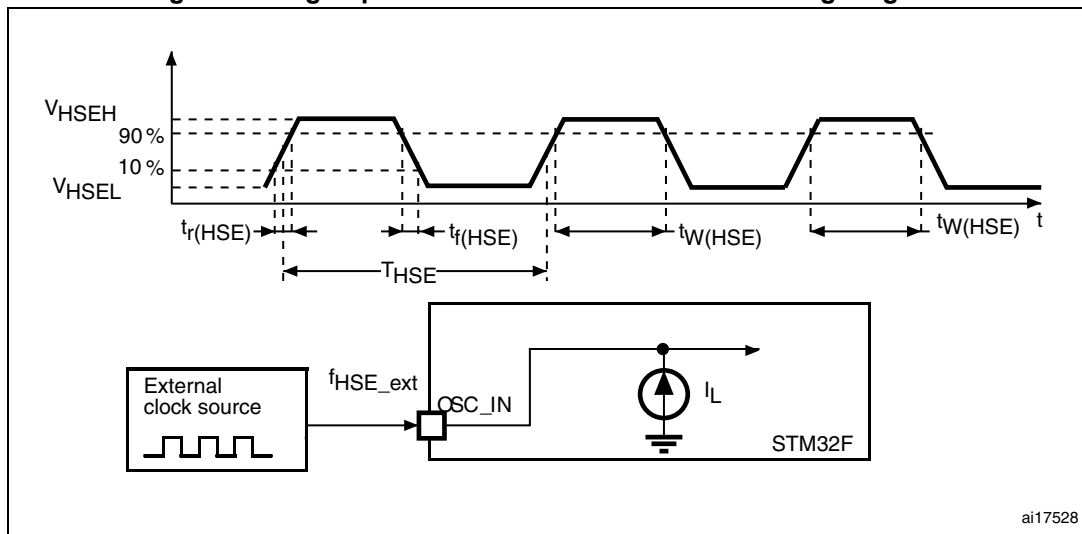 VHSEH
90 %
10 %
VHSEL
tr(HSE)
tf(HSE)
tW(HSE)
tW(HSE)
t
THSE
External
clock source
fHSE_ext
OSC_IN
IL
STM32F
ai17528